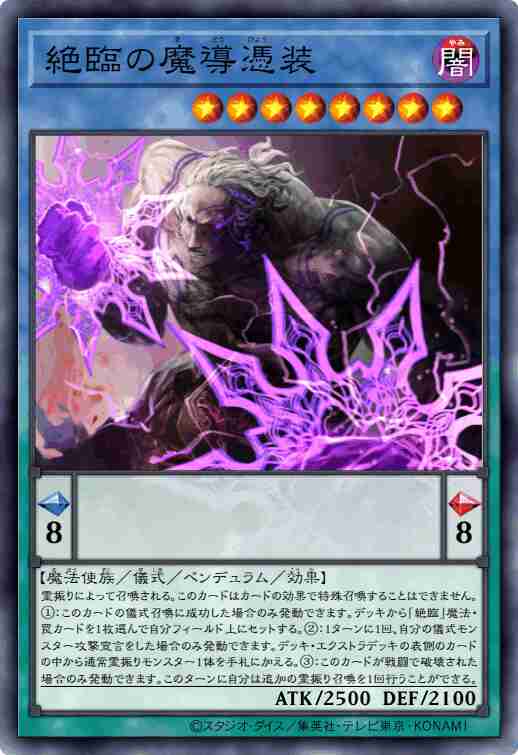 絶臨の魔導憑装
闇
8
8
【魔法使族／儀式／ペンデュラム／効果】
霊振りによって召喚される。このカードはカードの効果で特殊召喚することはできません。
①:このカードの儀式召喚に成功した場合のみ発動できます。デッキから「絶臨」魔法・
罠カードを1枚選んで自分フィールド上にセットする。②:1ターンに1回、自分の儀式モン
スター攻撃宣言をした場合のみ発動できます。デッキ・エクストラデッキの表側のカード
の中から通常霊振りモンスター1体を手札にかえる。③:このカードが戦闘で破壊された
場合のみ発動できます。このターンに自分は追加の霊振り召喚を1回行うことができる。
ATK/2500 DEF/2100
©スタジオ・ダイス／集英社・テレビ東京・KONAMI